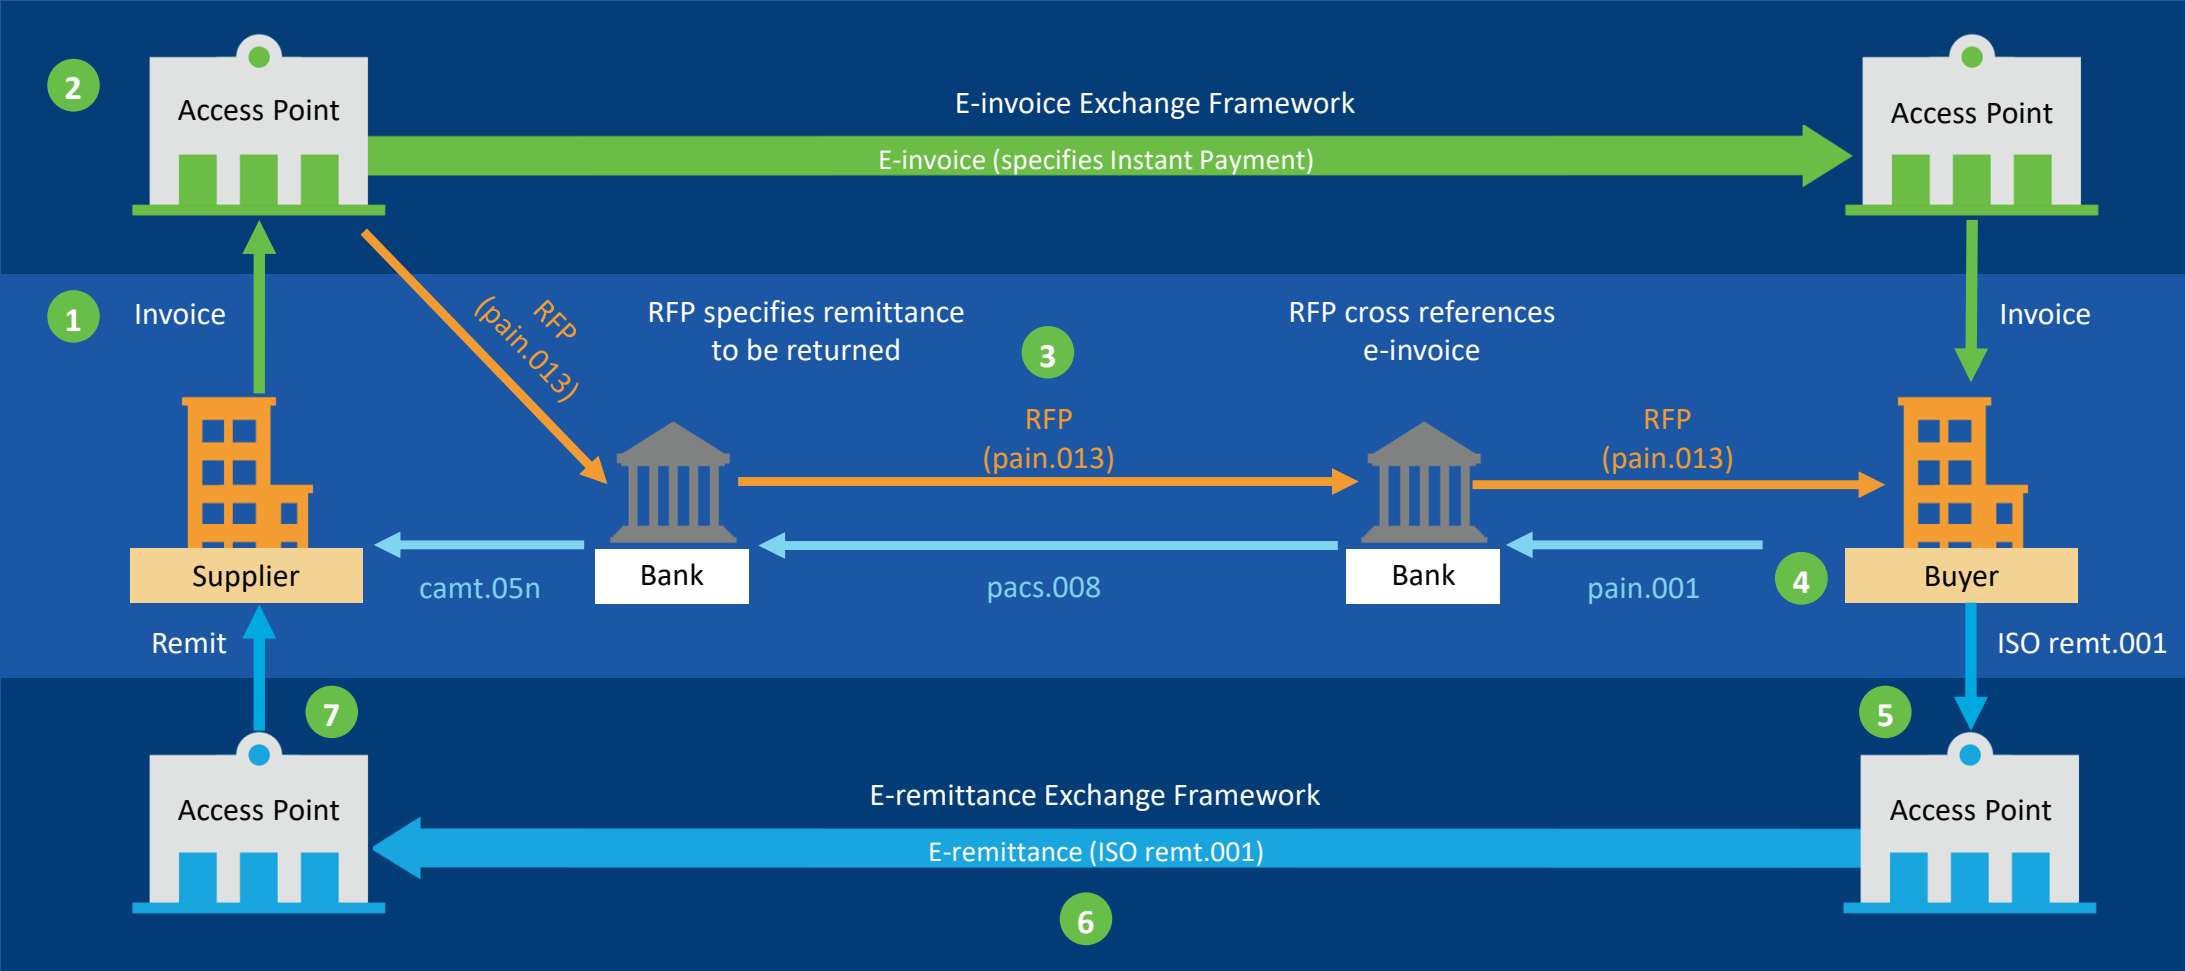 2
Access Point
E-invoice Exchange Framework
E-invoice (specifies Instant Payment)
Access Point
1
Invoice
RFP
(pain.013)
RFP specifies remittance
to be returned
3
RFP cross references
e-invoice
Invoice
RFP
(pain.013)
RFP
(pain.013)
Supplier
camt.05n
Bank
pacs.008
Bank
pain.001
4
Buyer
Remit
ISO remt.001
7
5
Access Point
E-remittance Exchange Framework
E-remittance (ISO remt.001)
Access Point
6